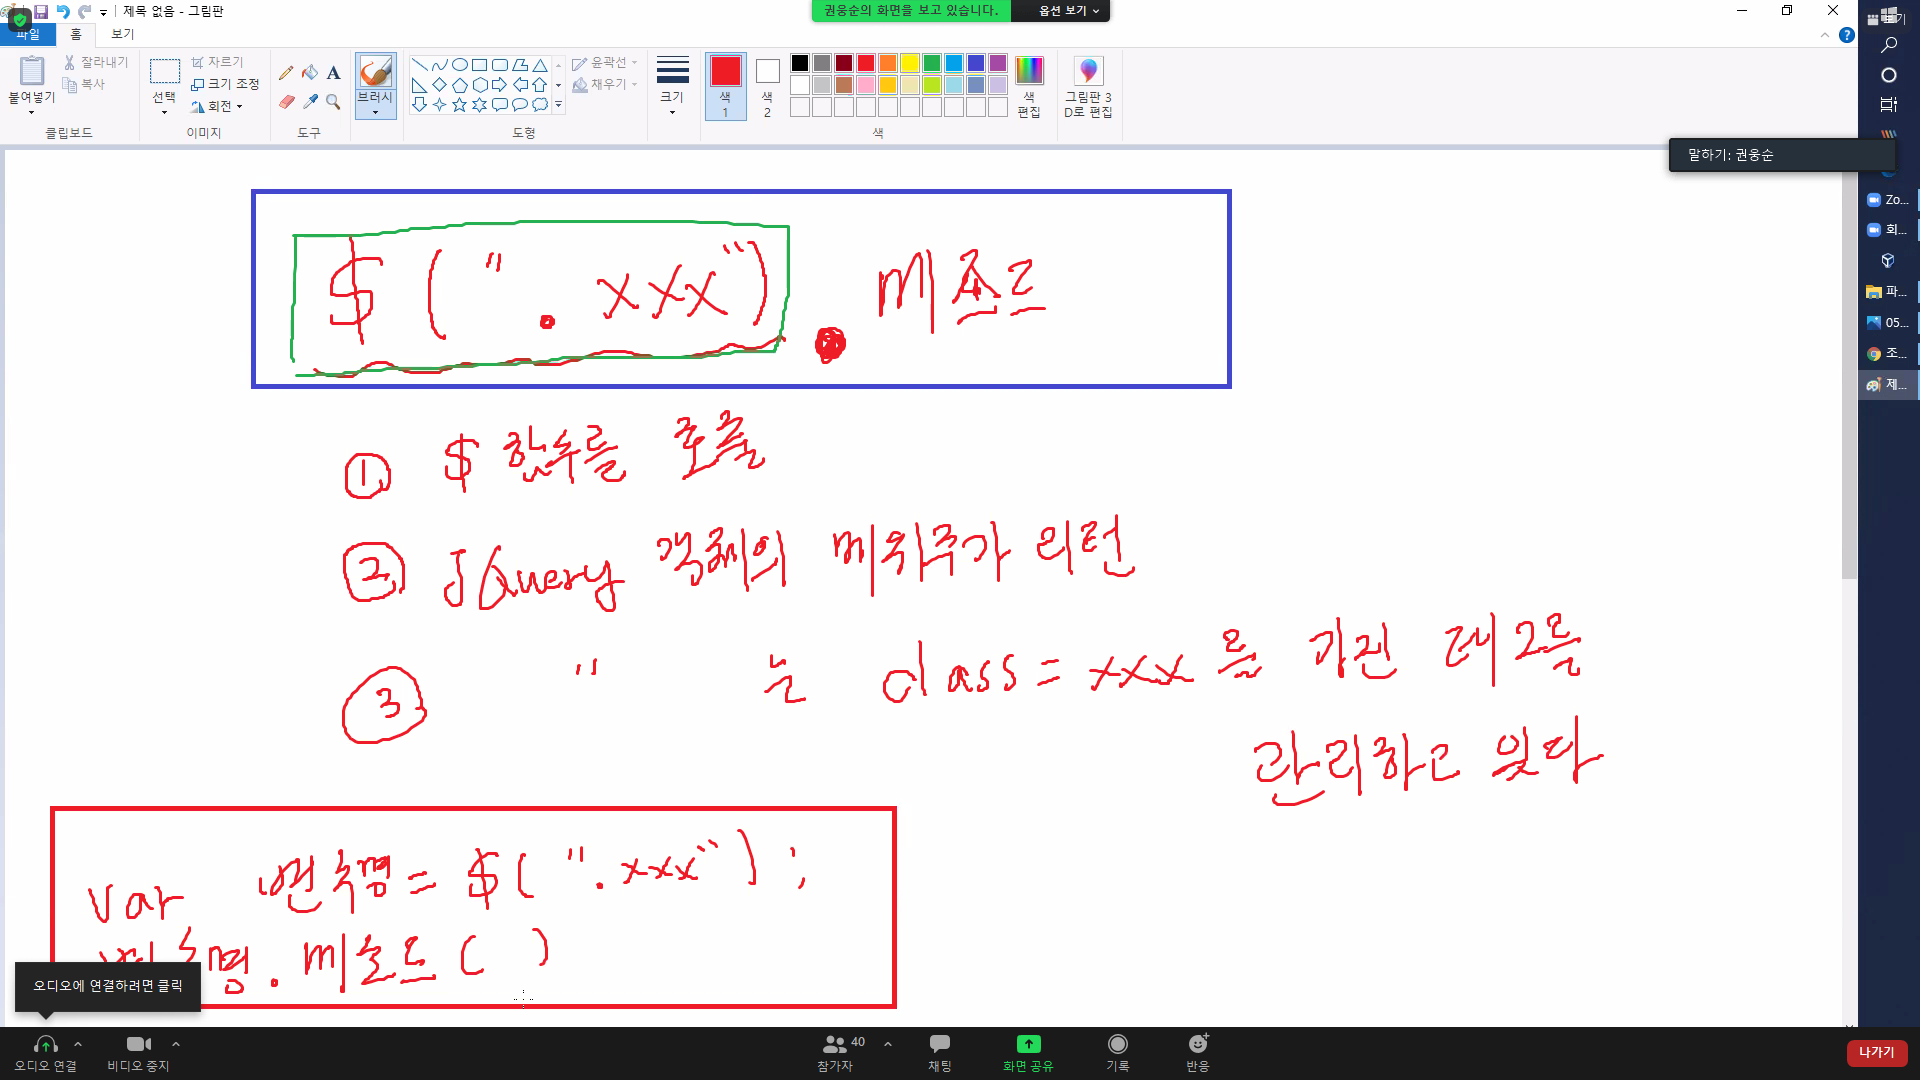 제목 없음 - 그림판
권웅순의 화면을 보고 있습니다. 옵션 보기
파일 홈 보기
붙여넣기 잘라내기 복사 클립보드
선택 자르기 크기 조정 회전 이미지
A 도구
브러시
윤곽선 채우기 도형
크기
색 1 색 2 색 편집 색
그림판 3D로 편집
말하기: 권웅순
Zo...
회...
파...
05...
조...
제...
$ ( " . xxx" ) . 메소드
1. $ 함수를 호출
2. JQuery 객체의 메위주가 리턴
3 " 는 class = xxx 를 가진 테그를
관리하고 있다
var 변수명 = $( ".xxx" ) ;
변수명.메소드( )
오디오에 연결하려면 클릭
오디오 연결 비디오 중지 참가자 40 채팅 화면 공유 기록 반응 나가기